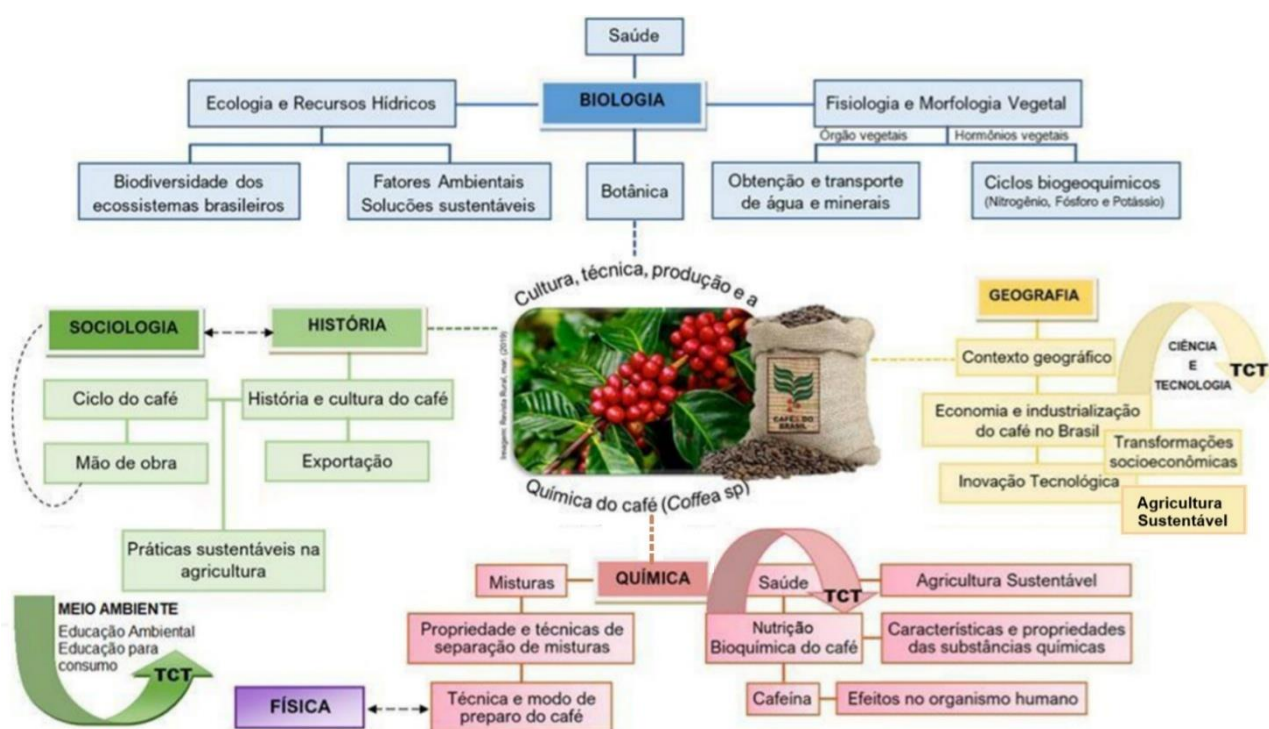 Saúde
Ecologia e Recursos Hídricos
BIOLOGIA
Fisiologia e Morfologia Vegetal
Órgão vegetais
Hormônios vegetais
Biodiversidade dos
ecossistemas brasileiros
Fatores Ambientais
Soluções sustentáveis
Botânica
Obtenção e transporte
de água e minerais
Ciclos biogeoquímicos
(Nitrogênio, Fósforo e Potássio)
Cultura, técnica, produção e a
Química do café (Coffea sp)
Imagem: Revista Rural, mar. (2019)
CAFÉS DO
BRASIL
SOCIOLOGIA
HISTÓRIA
Ciclo do café
História e cultura do café
Mão de obra
Exportação
Práticas sustentáveis na
agricultura
MEIO AMBIENTE
Educação Ambiental
Educação para
consumo
TCT
GEOGRAFIA
Contexto geográfico
CIÊNCIA
E
TECNOLOGIA
TCT
Economia e industrialização
do café no Brasil
Transformações
socioeconômicas
Inovação Tecnológica
Agricultura
Sustentável
Misturas
QUÍMICA
Saúde
TCT
Agricultura Sustentável
Propriedade e técnicas de
separação de misturas
Nutrição
Bioquímica do café
Características e propriedades
das substâncias químicas
FÍSICA
Técnica e modo de
preparo do café
Cafeína
Efeitos no organismo humano